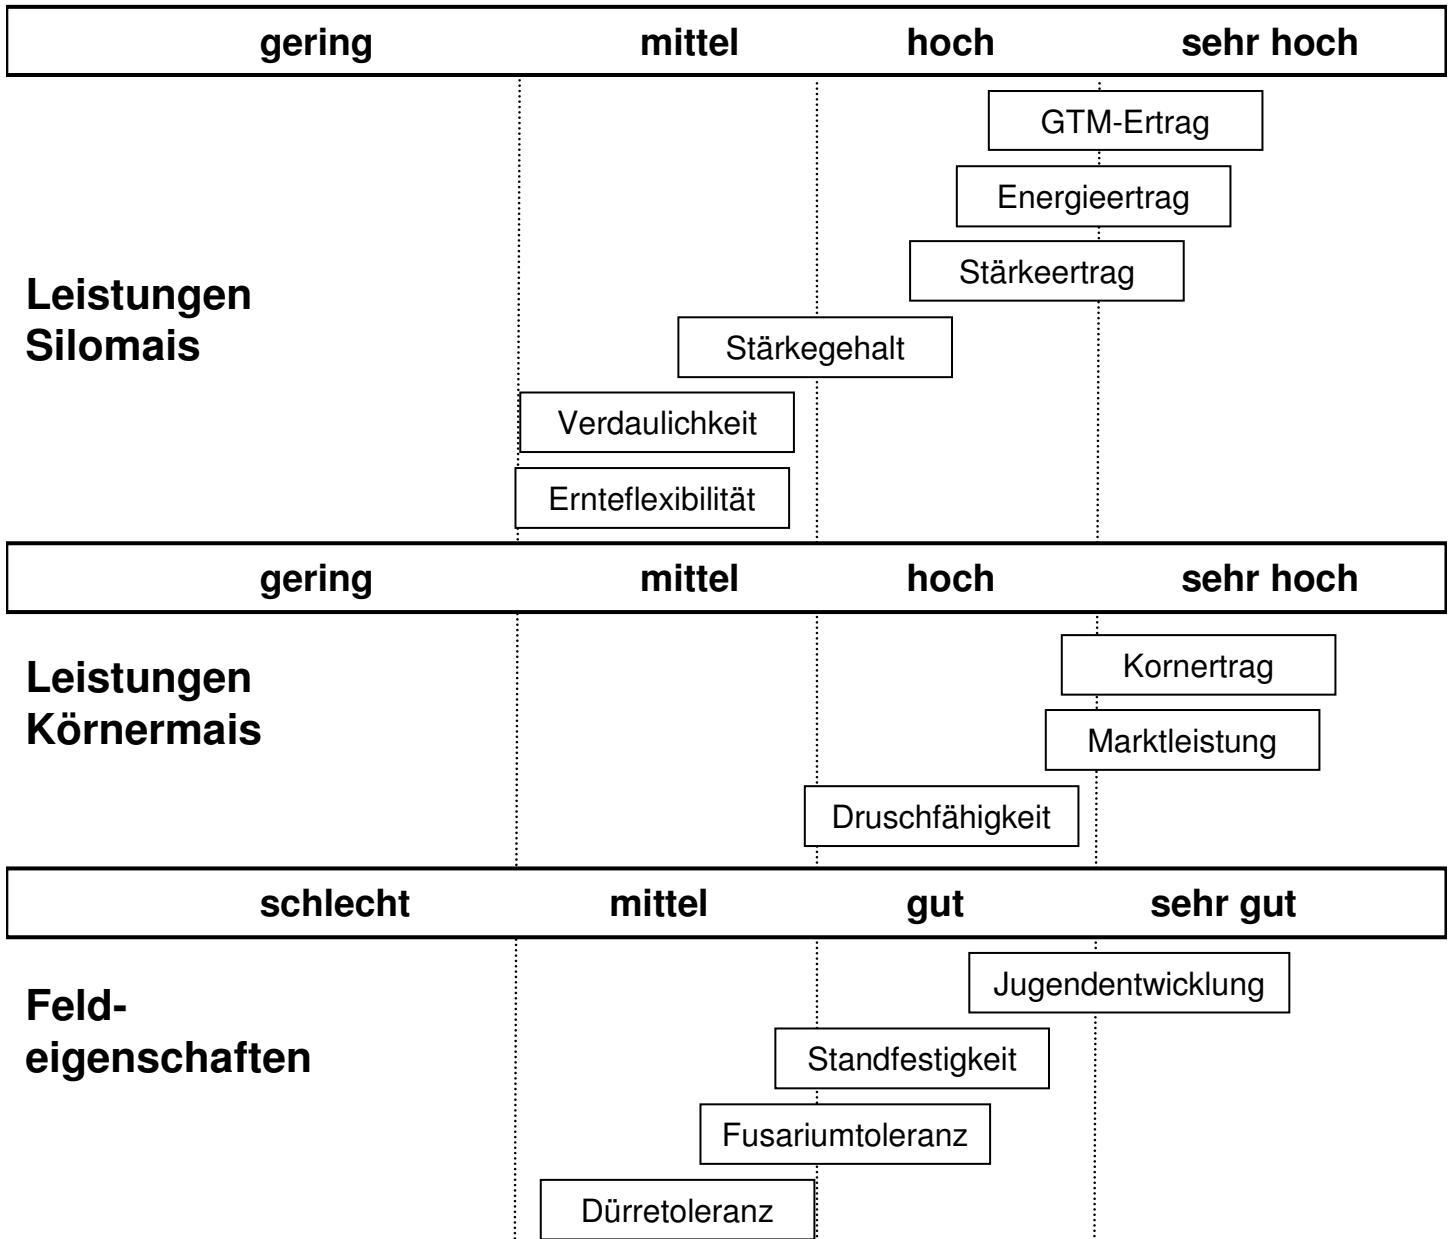 gering mittel hoch sehr hoch
GTM-Ertrag
Energieertrag
Stärkeertrag
Leistungen
Silomais
Stärkegehalt
Verdaulichkeit
Ernteflexibilität
gering mittel hoch sehr hoch
Leistungen
Körnermais
Kornertrag
Marktleistung
Druschfähigkeit
schlecht mittel gut sehr gut
Feld-
eigenschaften
Jugendentwicklung
Standfestigkeit
Fusariumtoleranz
Dürretoleranz